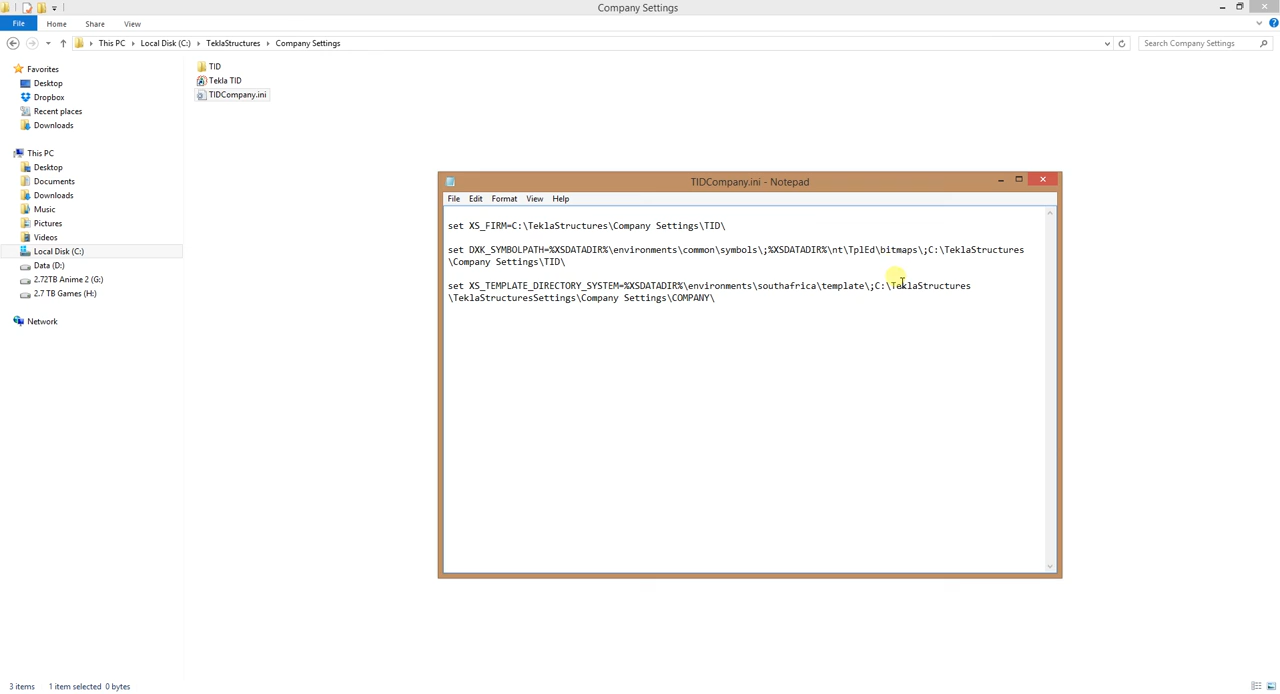 Company Settings
File Home Share View
This PC Local Disk (C:) TeklaStructures Company Settings
Search Company Settings
Favorites
Desktop
Dropbox
Recent places
Downloads
This PC
Desktop
Documents
Downloads
Music
Pictures
Videos
Local Disk (C:)
Data (D:)
2.72TB Anime 2 (G:)
2.7 TB Games (H:)
Network
TID
Tekla TID
TIDCompany.ini
TIDCompany.ini - Notepad
File Edit Format View Help
set XS_FIRM=C:\TeklaStructures\Company Settings\TID\
set DXK_SYMBOLPATH=%XSDATADIR%\environments\common\symbols\;%XSDATADIR%\nt\TplEd\bitmaps\;C:\TeklaStructures
\Company Settings\TID\
set XS_TEMPLATE_DIRECTORY_SYSTEM=%XSDATADIR%\environments\southafrica\template\;C:\TeklaStructures
\TeklaStructuresSettings\Company Settings\COMPANY\
3 items 1 item selected 0 bytes